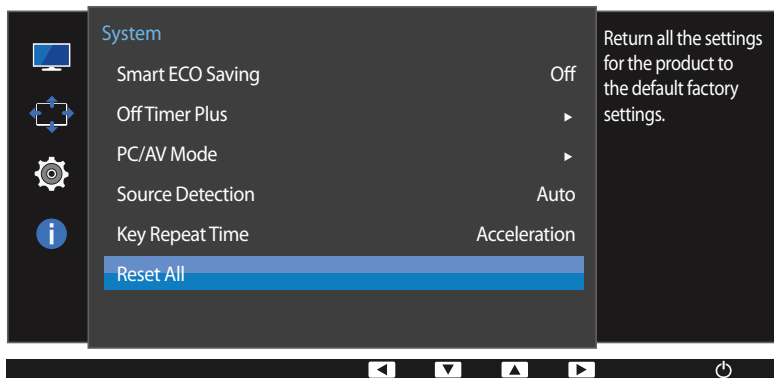 System
Smart ECO Saving Off
Off Timer Plus ►
PC/AV Mode ►
Source Detection Auto
Key Repeat Time Acceleration
Reset All
Return all the settings
for the product to
the default factory
settings.